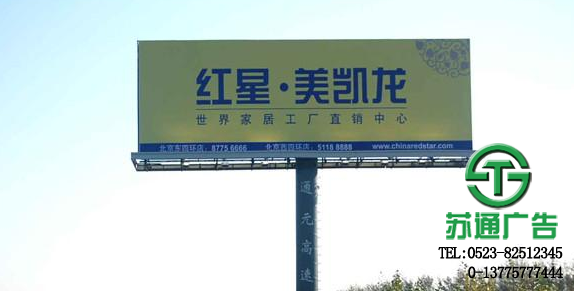 红星·美凯龙
世界家居工厂直销中心
北京东四环店：8775 6666 北京西四环店：5118 8888 www.chinaredstar.com
通元高速
苏通广告
TEL:0523-82512345
0-13775777444